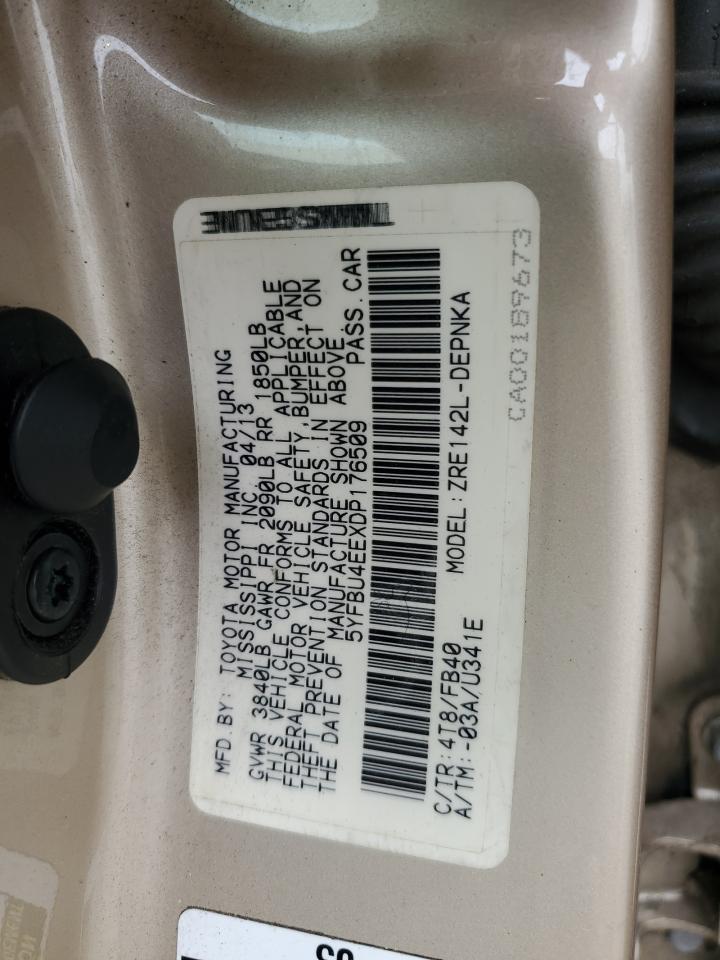 MFD.BY: TOYOTA MOTOR MANUFACTURING
MISSISSIPPI INC. 04/13
GVWR 3840LB GAWR FR 2090LB RR 1850LB
THIS VEHICLE CONFORMS TO ALL APPLICABLE
FEDERAL MOTOR VEHICLE SAFETY, BUMPER, AND
THEFT PREVENTION STANDARDS IN EFFECT ON
THE DATE OF MANUFACTURE SHOWN ABOVE
5YFBU4EEXDP176509 PASS.CAR
C/TR:4T8/FB40 MODEL:ZRE142L-DEPNKA
A/TM:-03A/U341E
CA00189673